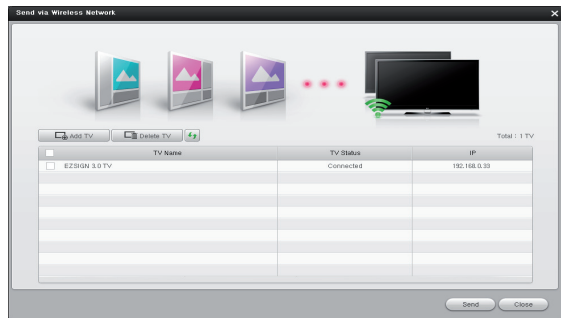 Send via Wireless Network
Add TV Delete TV Total | 1 TV
TV Name TV Status IP
EZSIGN 3.0 TV Connected 192.168.0.33
Send Close